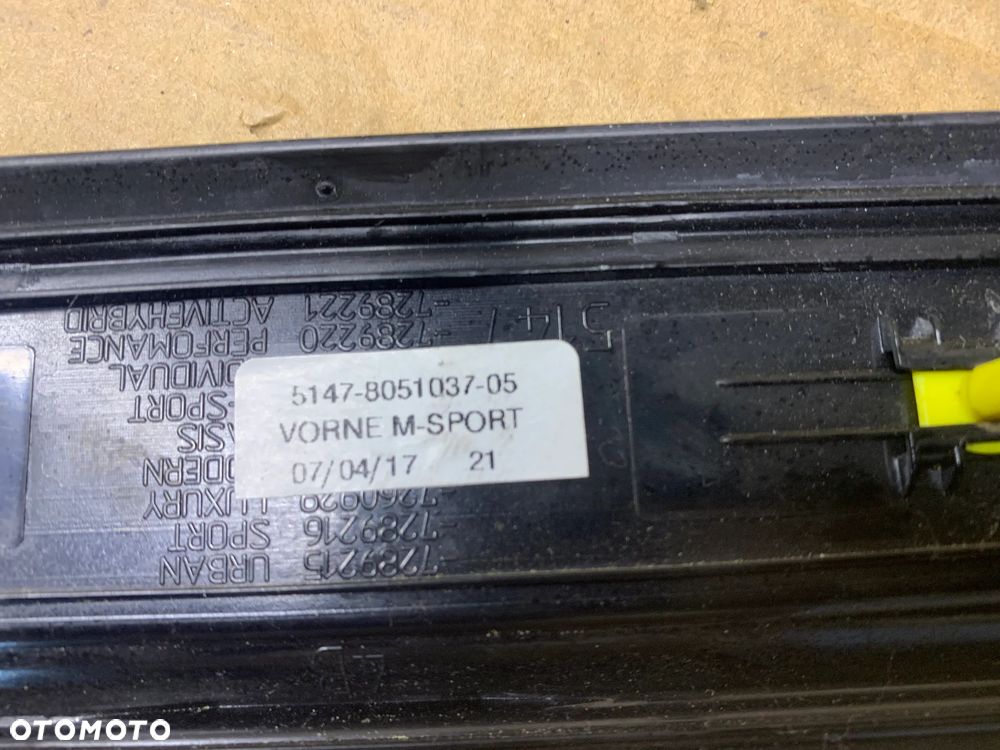 5147-8051037-05
VORNE M-SPORT
07/04/17 21
-7289215 URBAN
-7289216 SPORT
LUXURY
-SPORT
-7289220 PERFOMANCE
-7289221 ACTIVEHYBRID
OTOMOTO